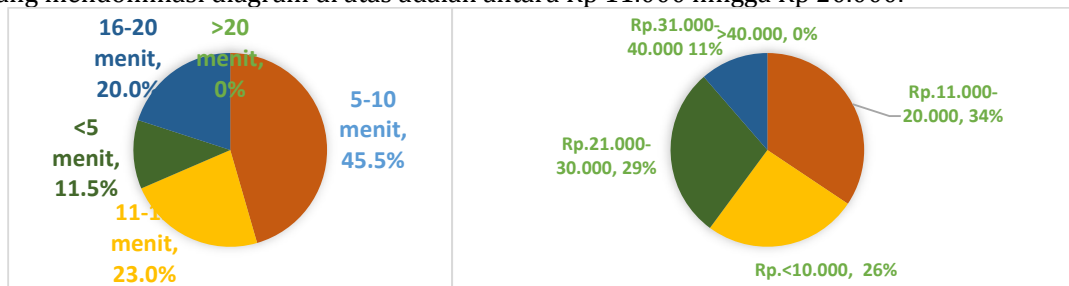 mendominasi diagram di atas adalah antara Rp 11.000 hingga Rp 20.000.
16-20
menit,
20.0%
>20
menit,
0%
5-10
menit,
45.5%
<5
menit,
11.5%
menit,
23.0%
Rp.31.000-
40.000 11%
>40.000, 0%
Rp.11.000-
20.000, 34%
Rp.21.000-
30.000, 29%
Rp.<10.000, 26%